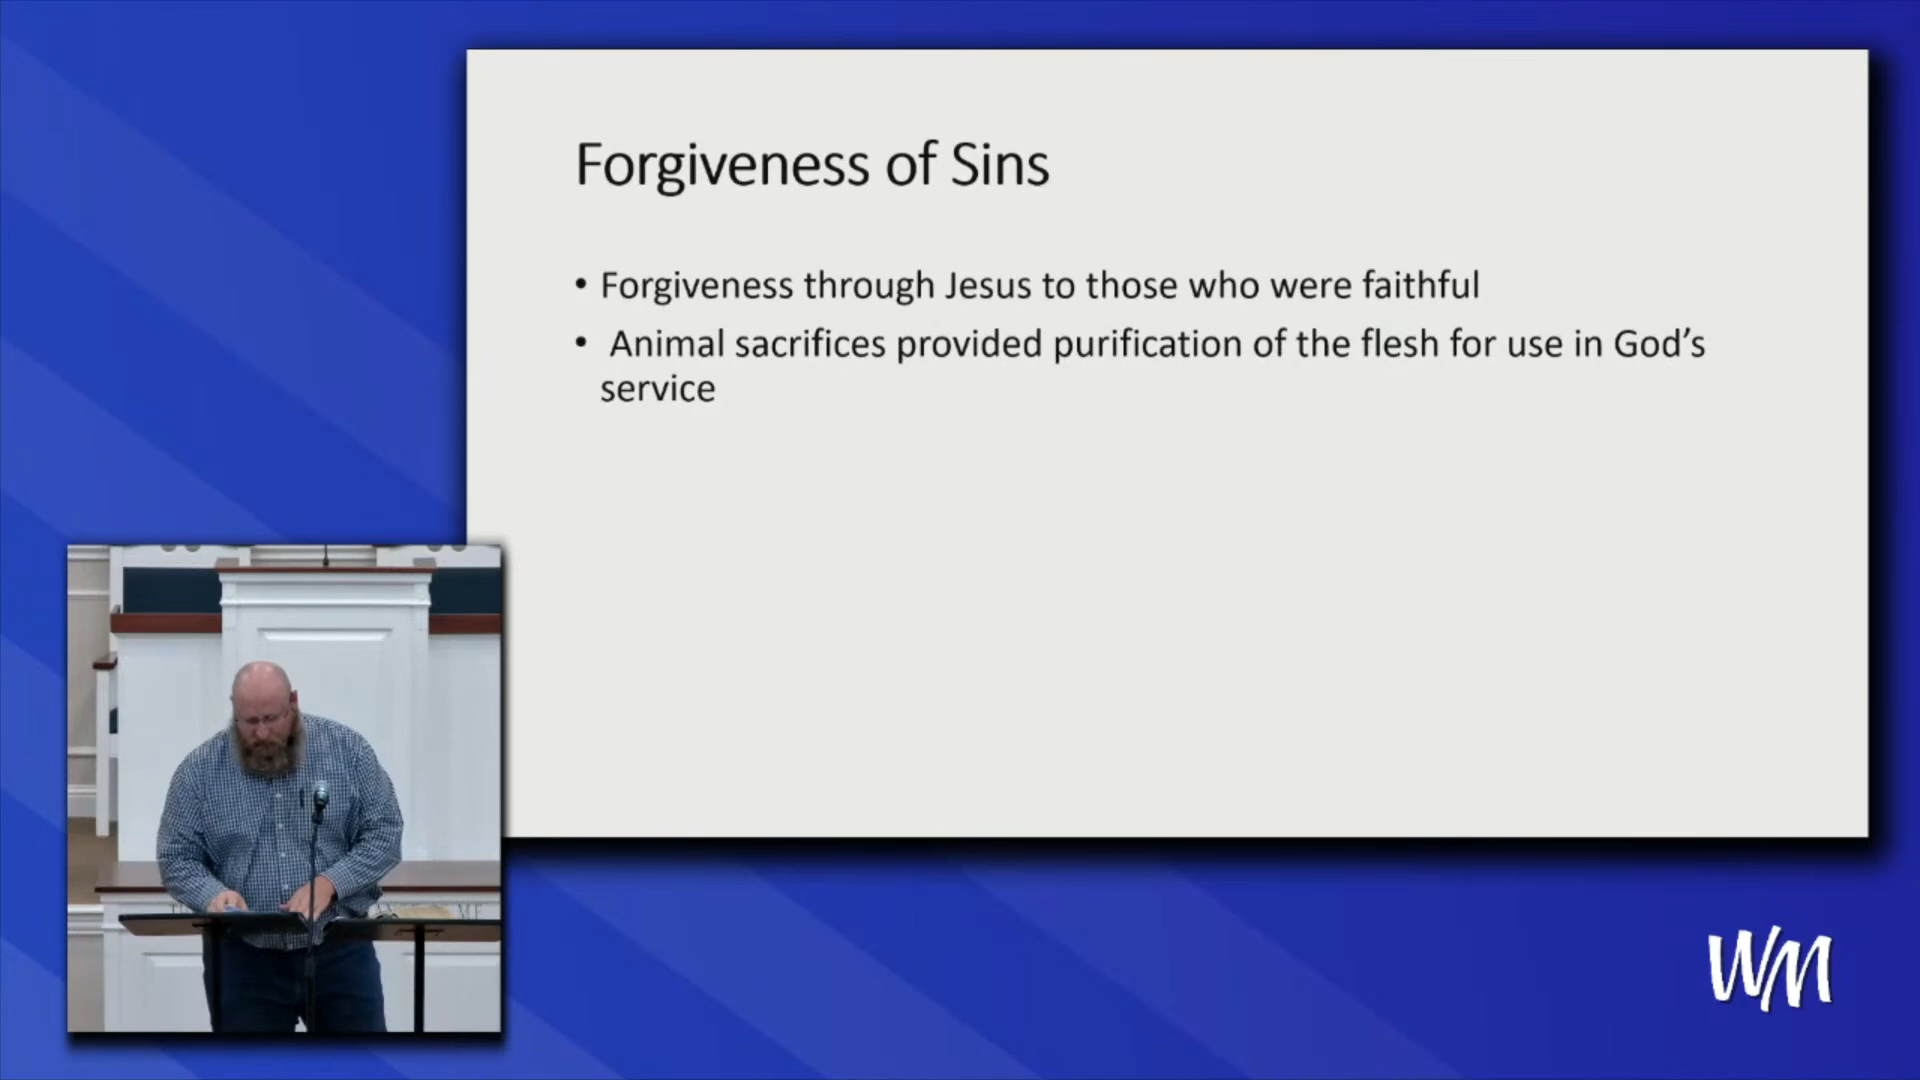 Forgiveness of Sins
• Forgiveness through Jesus to those who were faithful
• Animal sacrifices provided purification of the flesh for use in God’s
service
WM